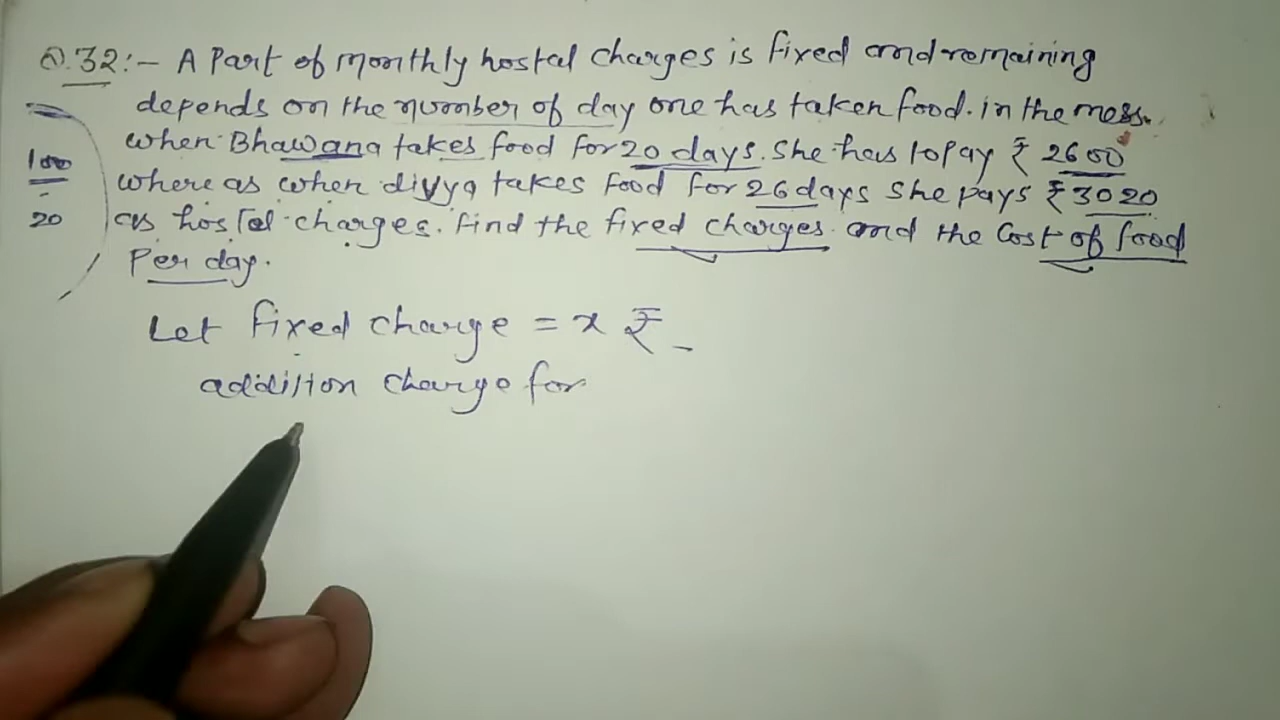 Q.32:- A Part of monthly hostal charges is fixed and remaining
depends on the number of day one has taken food. in the mess.
when Bhawana takes food for 20 days. She has to pay ₹ 2600
where as when divya takes food for 26 days she pays ₹ 3020
as hostel charges. find the fixed charges and the cost of food
Per day.
100
20
Let fixed charge = x ₹
addition charge for